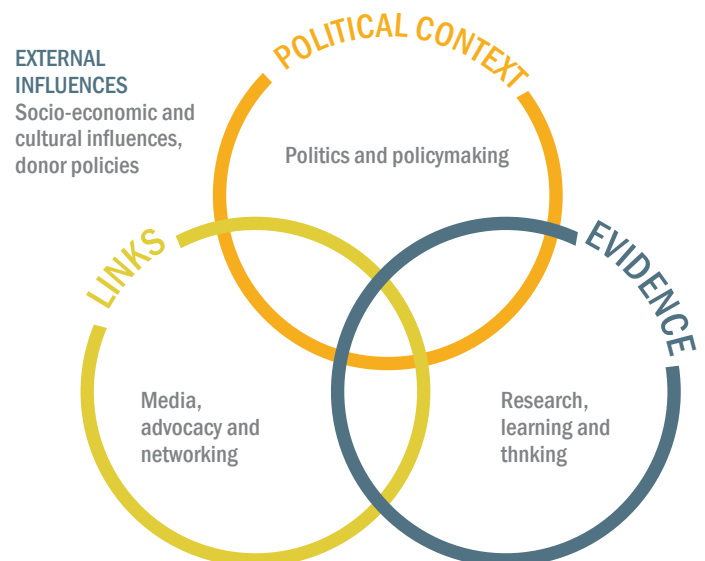 POLITICAL CONTEXT
EXTERNAL
INFLUENCES
Socio-economic and
cultural influences,
donor policies
Politics and policymaking
LINKS
EVIDENCE
Media,
advocacy and
networking
Research,
learning and
thnking